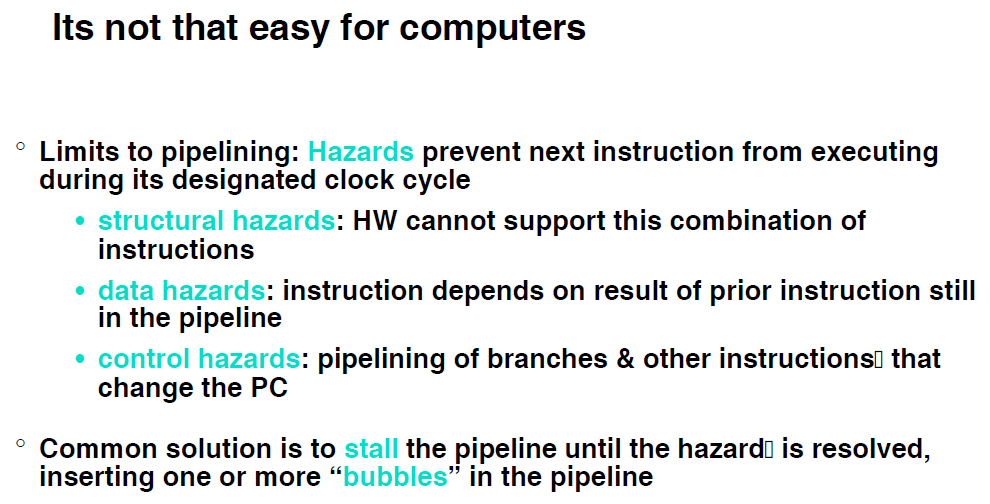 Its not that easy for computers
° Limits to pipelining: Hazards prevent next instruction from executing
during its designated clock cycle
• structural hazards: HW cannot support this combination of
instructions
• data hazards: instruction depends on result of prior instruction still
in the pipeline
• control hazards: pipelining of branches & other instructions▯ that
change the PC
° Common solution is to stall the pipeline until the hazard▯ is resolved,
inserting one or more “bubbles” in the pipeline